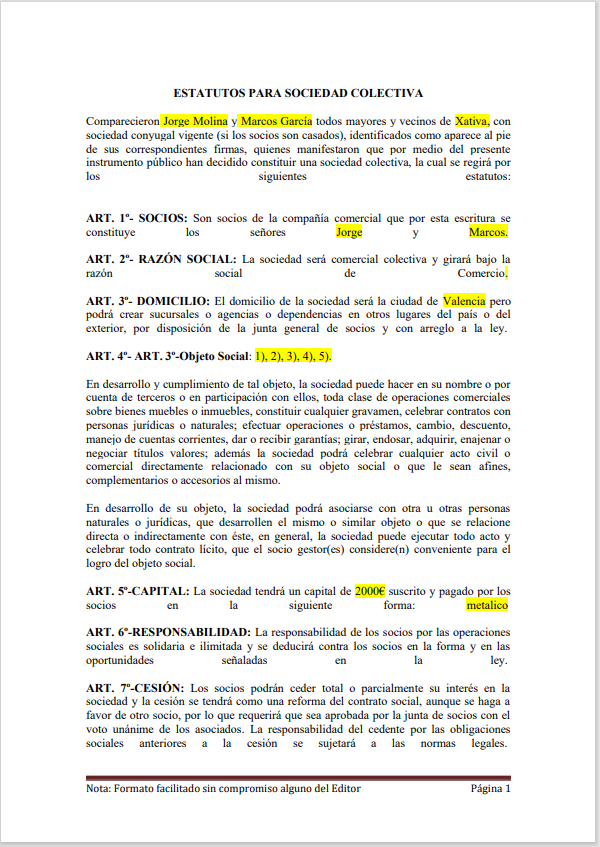 ESTATUTOS PARA SOCIEDAD COLECTIVA
Comparecieron Jorge Molina y Marcos García todos mayores y vecinos de Xativa, con
sociedad conyugal vigente (si los socios son casados), identificados como aparece al pie
de sus correspondientes firmas, quienes manifestaron que por medio del presente
instrumento público han decidido constituir una sociedad colectiva, la cual se regirá por
los siguientes estatutos:
ART. 1º- SOCIOS: Son socios de la compañía comercial que por esta escritura se
constituye los señores Jorge y Marcos.
ART. 2º- RAZÓN SOCIAL: La sociedad será comercial colectiva y girará bajo la
razón social de Comercio.
ART. 3º- DOMICILIO: El domicilio de la sociedad será la ciudad de Valencia pero
podrá crear sucursales o agencias o dependencias en otros lugares del país o del
exterior, por disposición de la junta general de socios y con arreglo a la ley.
ART. 4º- ART. 3º-Objeto Social: 1), 2), 3), 4), 5).
En desarrollo y cumplimiento de tal objeto, la sociedad puede hacer en su nombre o por
cuenta de terceros o en participación con ellos, toda clase de operaciones comerciales
sobre bienes muebles o inmuebles, constituir cualquier gravamen, celebrar contratos con
personas jurídicas o naturales; efectuar operaciones o préstamos, cambio, descuento,
manejo de cuentas corrientes, dar o recibir garantías; girar, endosar, adquirir, enajenar o
negociar títulos valores; además la sociedad podrá celebrar cualquier acto civil o
comercial directamente relacionado con su objeto social o que le sean afines,
complementarios o accesorios al mismo.
En desarrollo de su objeto, la sociedad podrá asociarse con otra u otras personas
naturales o jurídicas, que desarrollen el mismo o similar objeto o que se relacione
directa o indirectamente con éste, en general, la sociedad puede ejecutar todo acto y
celebrar todo contrato lícito, que el socio gestor(es) considere(n) conveniente para el
logro del objeto social.
ART. 5º-CAPITAL: La sociedad tendrá un capital de 2000€ suscrito y pagado por los
socios en la siguiente forma: metalico
ART. 6º-RESPONSABILIDAD: La responsabilidad de los socios por las operaciones
sociales es solidaria e ilimitada y se deducirá contra los socios en la forma y en las
oportunidades señaladas en la ley.
ART. 7º-CESIÓN: Los socios podrán ceder total o parcialmente su interés en la
sociedad y la cesión se tendrá como una reforma del contrato social, aunque se haga a
favor de otro socio, por lo que requerirá que sea aprobada por la junta de socios con el
voto unánime de los asociados. La responsabilidad del cedente por las obligaciones
sociales anteriores a la cesión se sujetará a las normas legales.
Nota: Formato facilitado sin compromiso alguno del Editor Página 1